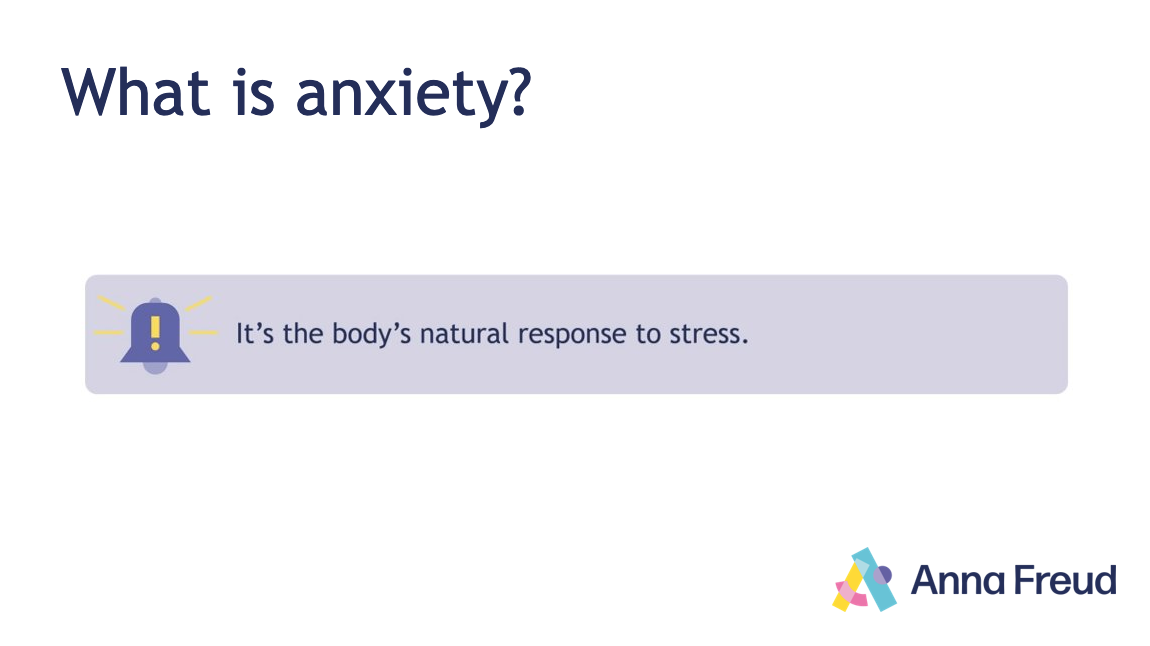 What is anxiety?
It’s the body’s natural response to stress.
Anna Freud